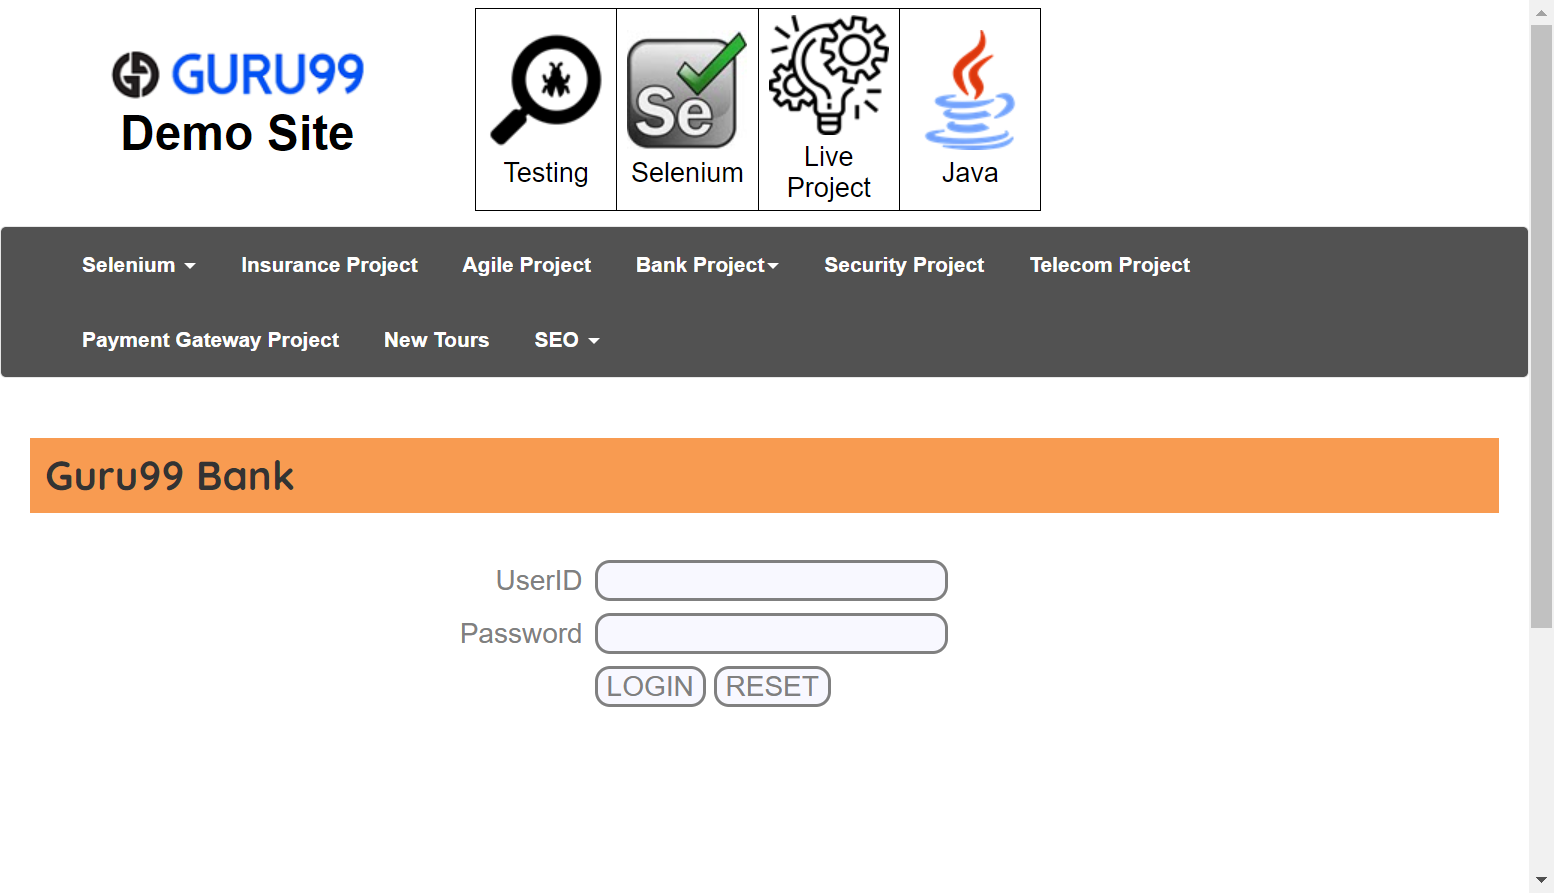 GURU99
Demo Site
Testing
Se
Selenium
Live
Project
Java
Selenium
Insurance Project
Agile Project
Bank Project
Security Project
Telecom Project
Payment Gateway Project
New Tours
SEO
Guru99 Bank
UserID
Password
LOGIN RESET